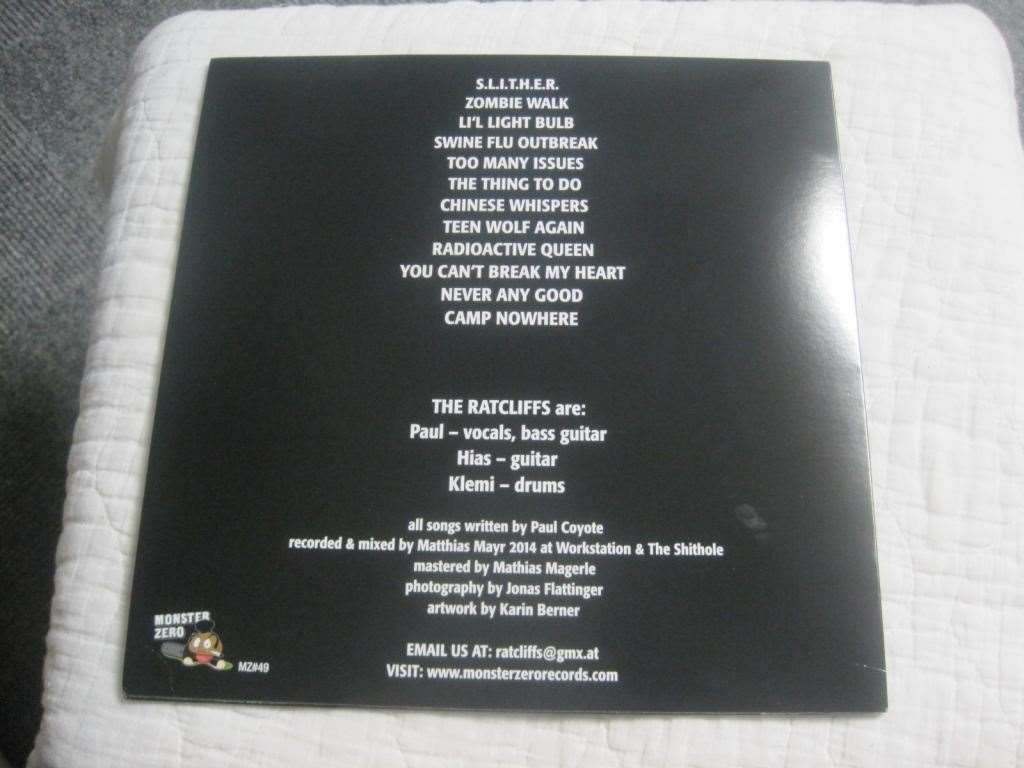 S.L.I.T.H.E.R.
ZOMBIE WALK
LI'L LIGHT BULB
SWINE FLU OUTBREAK
TOO MANY ISSUES
THE THING TO DO
CHINESE WHISPERS
TEEN WOLF AGAIN
RADIOACTIVE QUEEN
YOU CAN'T BREAK MY HEART
NEVER ANY GOOD
CAMP NOWHERE
THE RATCLIFFS are:
Paul – vocals, bass guitar
Hias – guitar
Klemi – drums
all songs written by Paul Coyote
recorded & mixed by Matthias Mayr 2014 at Workstation & The Shithole
mastered by Mathias Magerle
photography by Jonas Flattinger
artwork by Karin Berner
MONSTER
ZERO
MZ#49
EMAIL US AT: ratcliffs@gmx.at
VISIT: www.monsterzerorecords.com